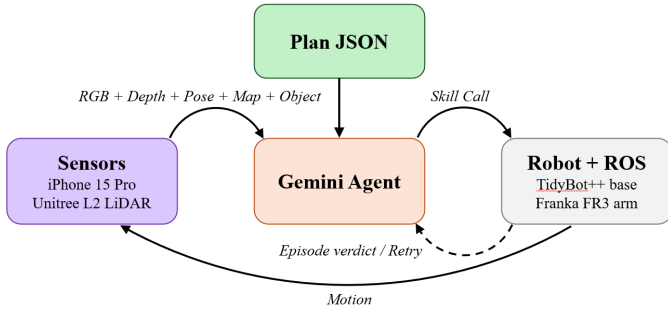 Plan JSON
RGB + Depth + Pose + Map + Object
Skill Call
Sensors
iPhone 15 Pro
Unitree L2 LiDAR
Gemini Agent
Robot + ROS
TidyBot++ base
Franka FR3 arm
Episode verdict / Retry
Motion